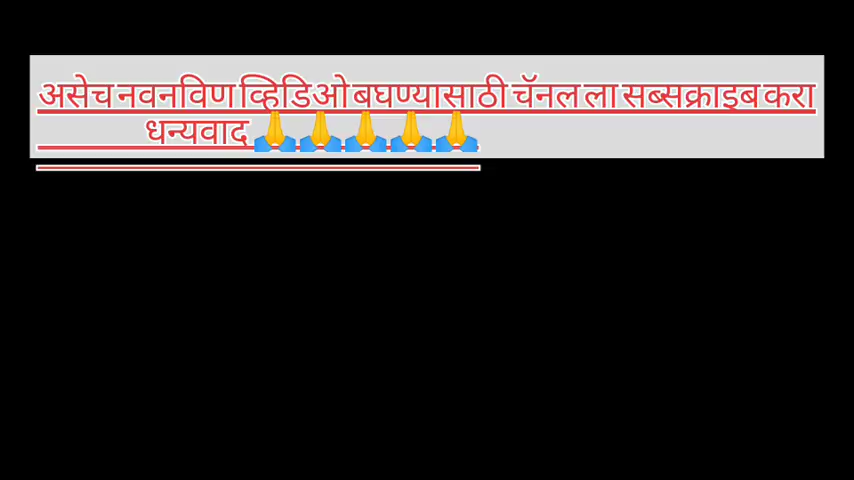 असेच नवनविण व्हिडिओ बघण्यासाठी चॅनल ला सब्सक्राइब करा
धन्यवाद 🙏🙏🙏🙏🙏